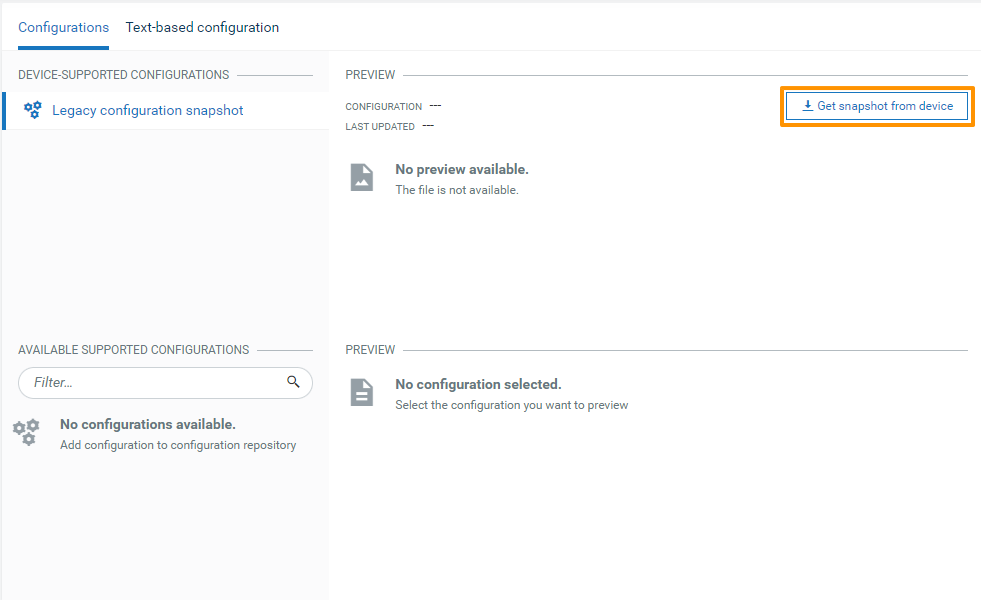 Configurations Text-based configuration
DEVICE-SUPPORTED CONFIGURATIONS
Legacy configuration snapshot
PREVIEW
CONFIGURATION ---
LAST UPDATED ---
Get snapshot from device
No preview available.
The file is not available.
AVAILABLE SUPPORTED CONFIGURATIONS
Filter...
No configurations available.
Add configuration to configuration repository
PREVIEW
No configuration selected.
Select the configuration you want to preview